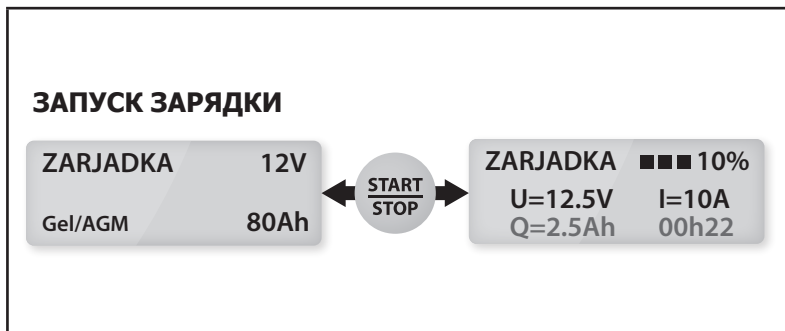 ЗАПУСК ЗАРЯДКИ
ZARJADKA 12V
Gel/AGM 80Ah
START
STOP
ZARJADKA ■■■ 10%
U=12.5V I=10A
Q=2.5Ah 00h22